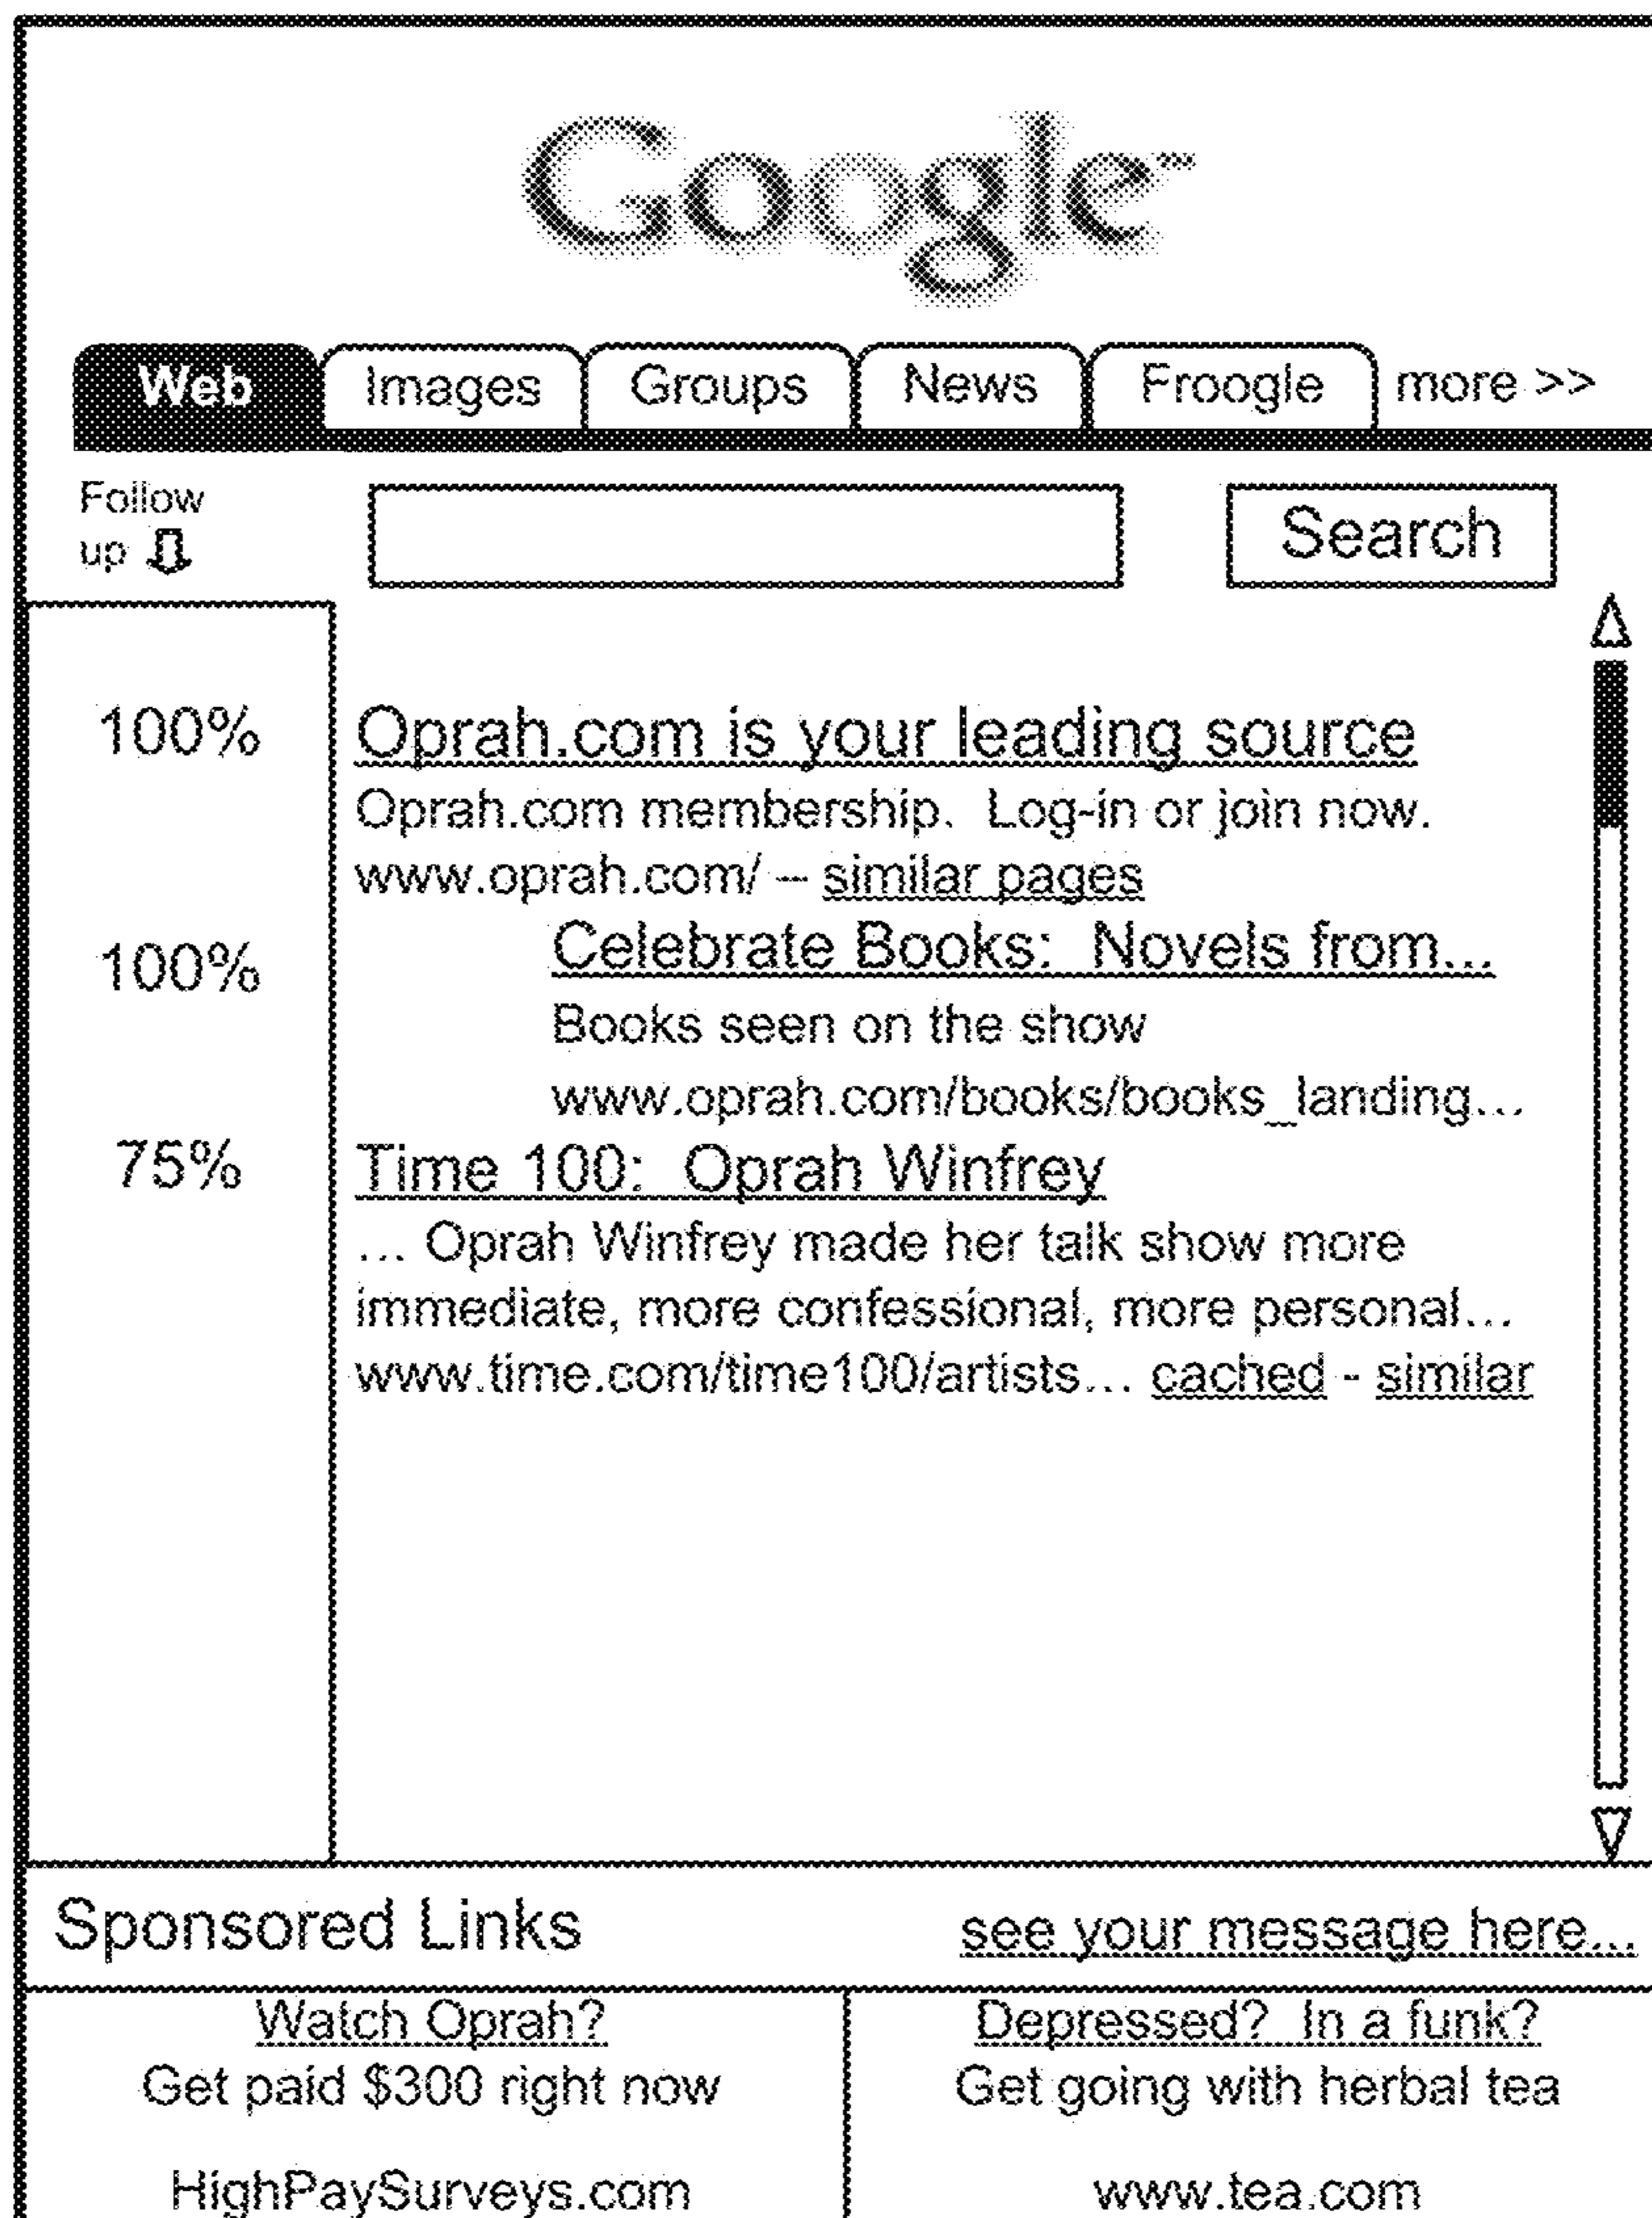 Google™
Web Images Groups News Froogle more >>
Follow
up
Search
100% Oprah.com is your leading source
Oprah.com membership. Log-in or join now.
www.oprah.com/ – similar pages
100% Celebrate Books: Novels from...
Books seen on the show
www.oprah.com/books/books_landing...
75% Time 100: Oprah Winfrey
... Oprah Winfrey made her talk show more
immediate, more confessional, more personal...
www.time.com/time100/artists... cached - similar
Sponsored Links see your message here...
Watch Oprah?
Get paid $300 right now
HighPaySurveys.com
Depressed? In a funk?
Get going with herbal tea
www.tea.com